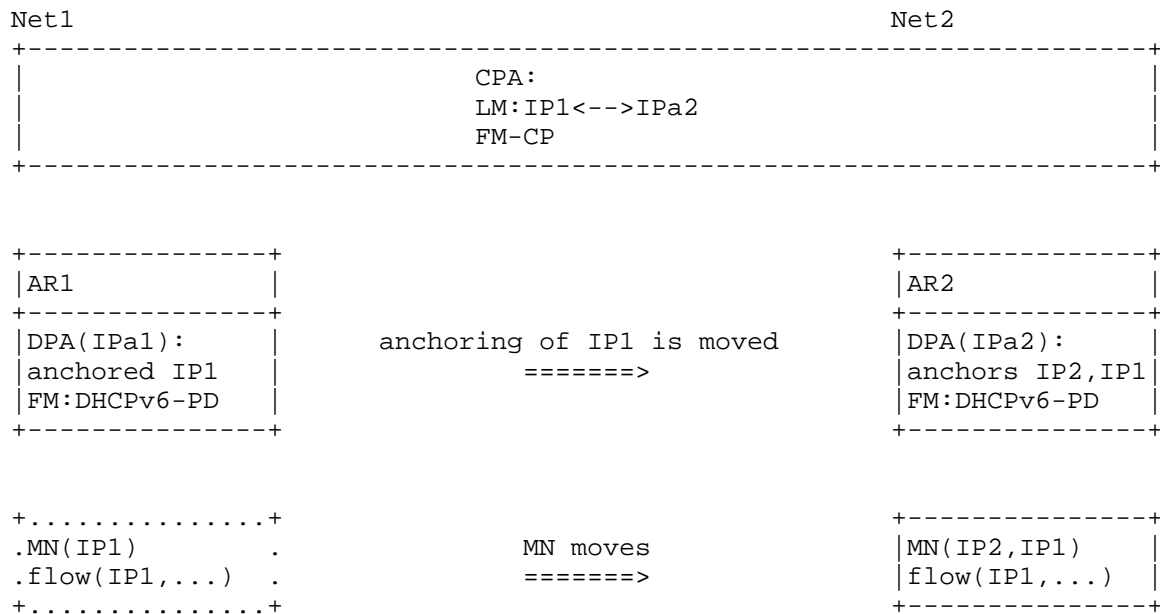 Net1 Net2
CPA:
LM:IP1<-->IPa2
FM-CP
AR1 AR2
DPA(IPa1): anchoring of IP1 is moved DPA(IPa2):
anchored IP1 =======> anchors IP2,IP1
FM:DHCPv6-PD FM:DHCPv6-PD
MN(IP1) MN moves MN(IP2,IP1)
flow(IP1,...) =======> flow(IP1,...)